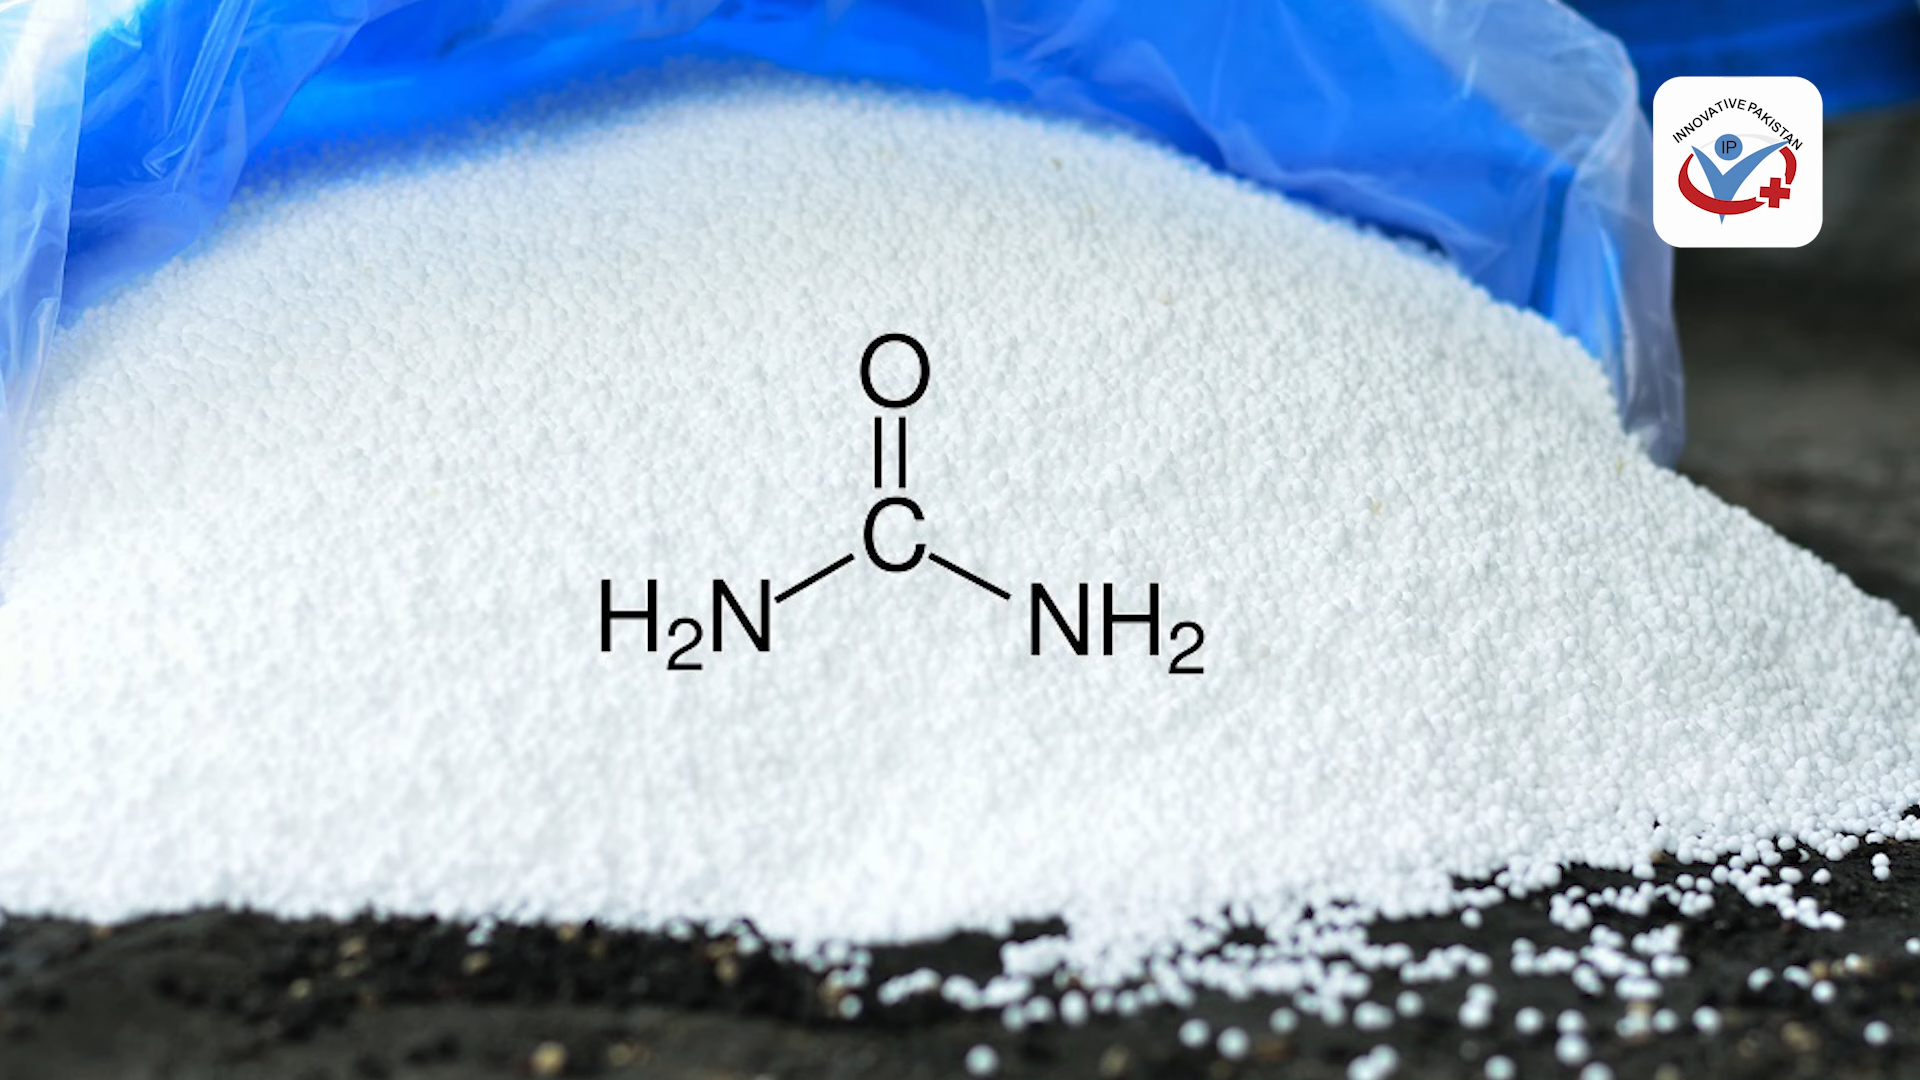 INNOVATIVE PAKISTAN
IP
O
C
H₂N
NH₂